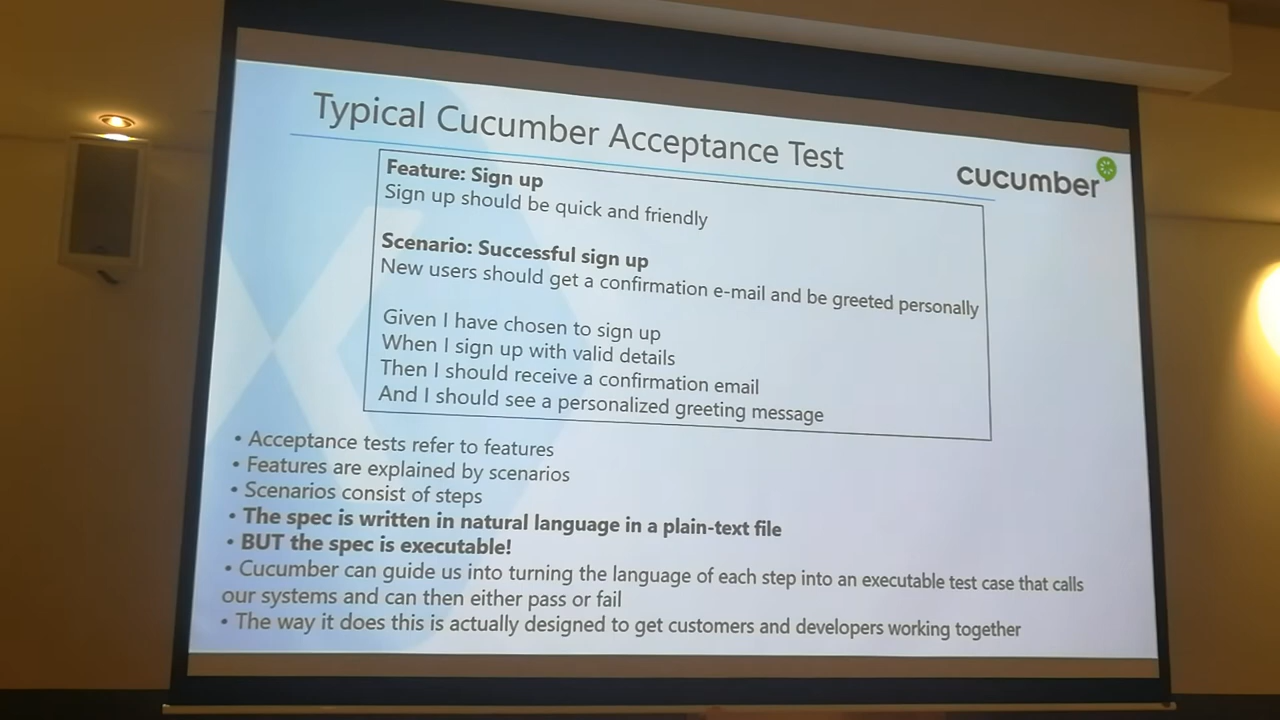 Typical Cucumber Acceptance Test
cucumber
Feature: Sign up
Sign up should be quick and friendly
Scenario: Successful sign up
New users should get a confirmation e-mail and be greeted personally
Given I have chosen to sign up
When I sign up with valid details
Then I should receive a confirmation email
And I should see a personalized greeting message
• Acceptance tests refer to features
• Features are explained by scenarios
• Scenarios consist of steps
• The spec is written in natural language in a plain-text file
• BUT the spec is executable!
• Cucumber can guide us into turning the language of each step into an executable test case that calls
our systems and can then either pass or fail
• The way it does this is actually designed to get customers and developers working together